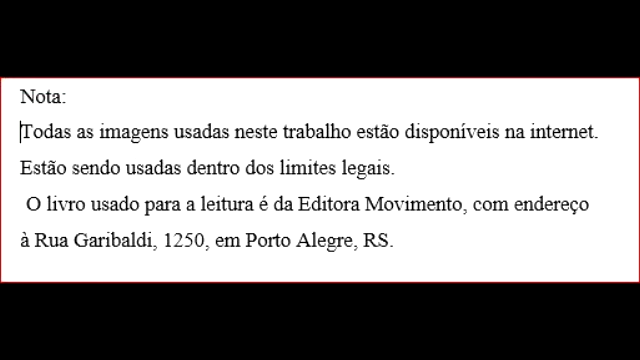 Nota:
Todas as imagens usadas neste trabalho estão disponíveis na internet.
Estão sendo usadas dentro dos limites legais.
O livro usado para a leitura é da Editora Movimento, com endereço
à Rua Garibaldi, 1250, em Porto Alegre, RS.